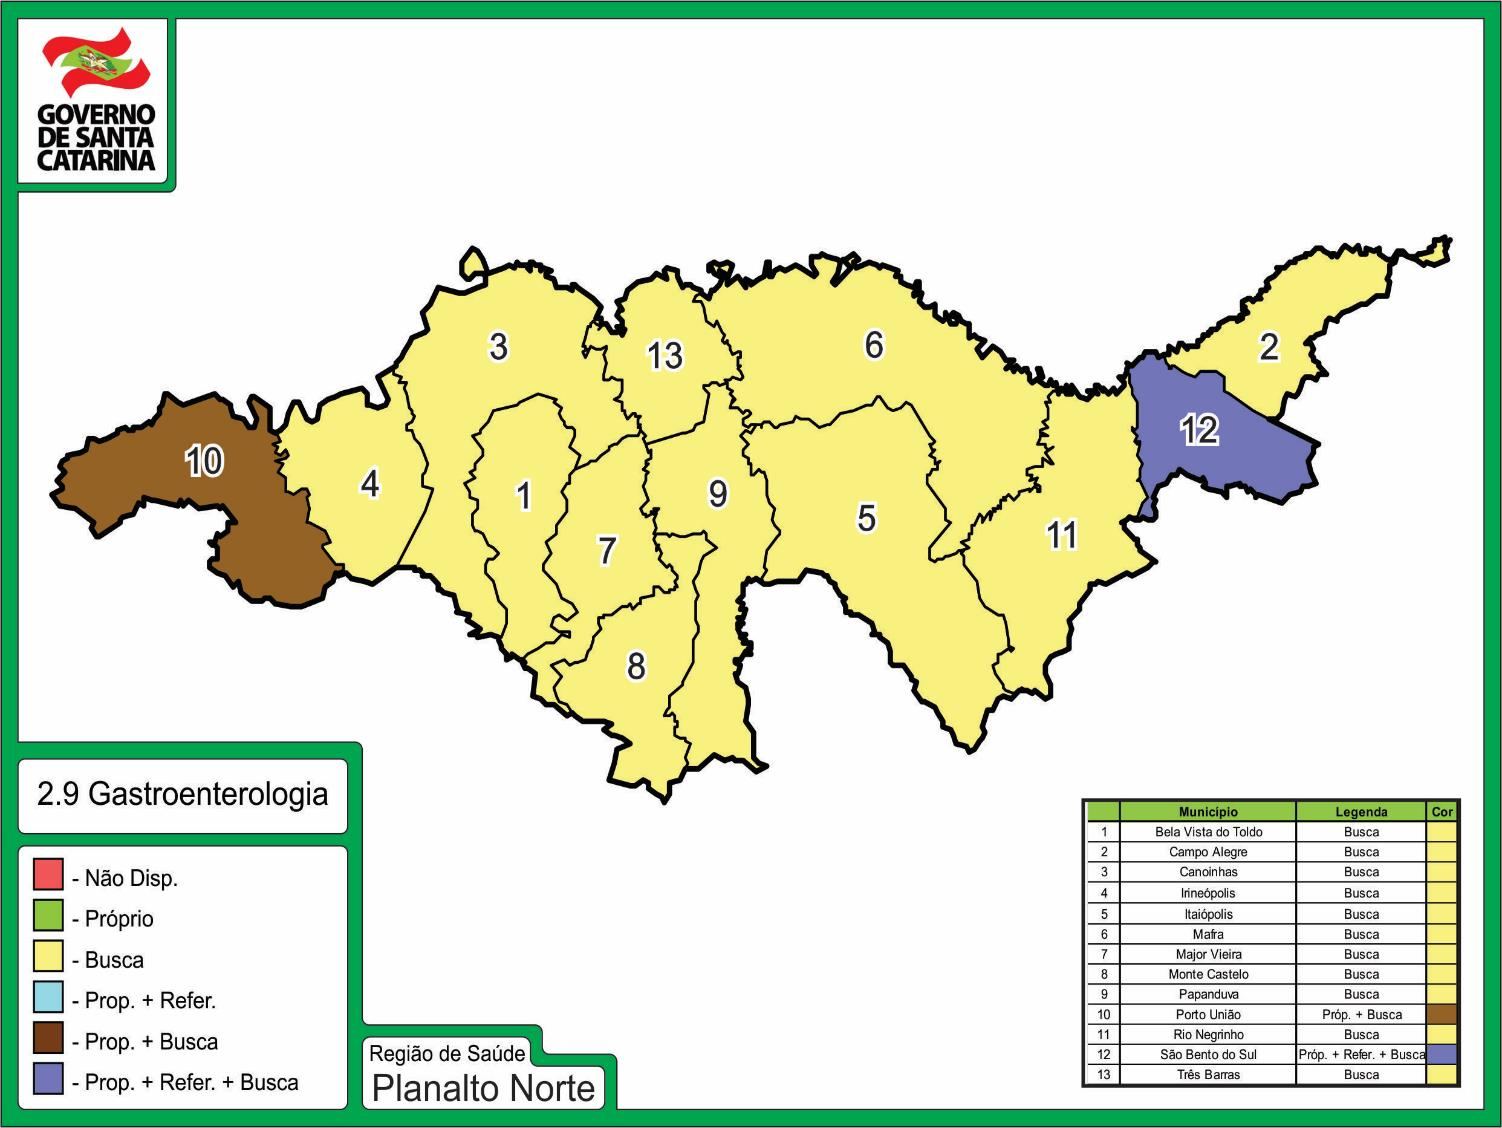 GOVERNO
DE SANTA
CATARINA
2
3
6
13
12
10
4
1
9
5
11
7
8
2.9 Gastroenterologia
- Não Disp.
- Próprio
- Busca
- Prop. + Refer.
- Prop. + Busca
- Prop. + Refer. + Busca
Região de Saúde
Planalto Norte
Município Legenda Cor
1 Bela Vista do Toldo Busca
2 Campo Alegre Busca
3 Canoinhas Busca
4 Irineópolis Busca
5 Itaiópolis Busca
6 Mafra Busca
7 Major Vieira Busca
8 Monte Castelo Busca
9 Papanduva Busca
10 Porto União Próp. + Busca
11 Rio Negrinho Busca
12 São Bento do Sul Próp. + Refer. + Busca
13 Três Barras Busca